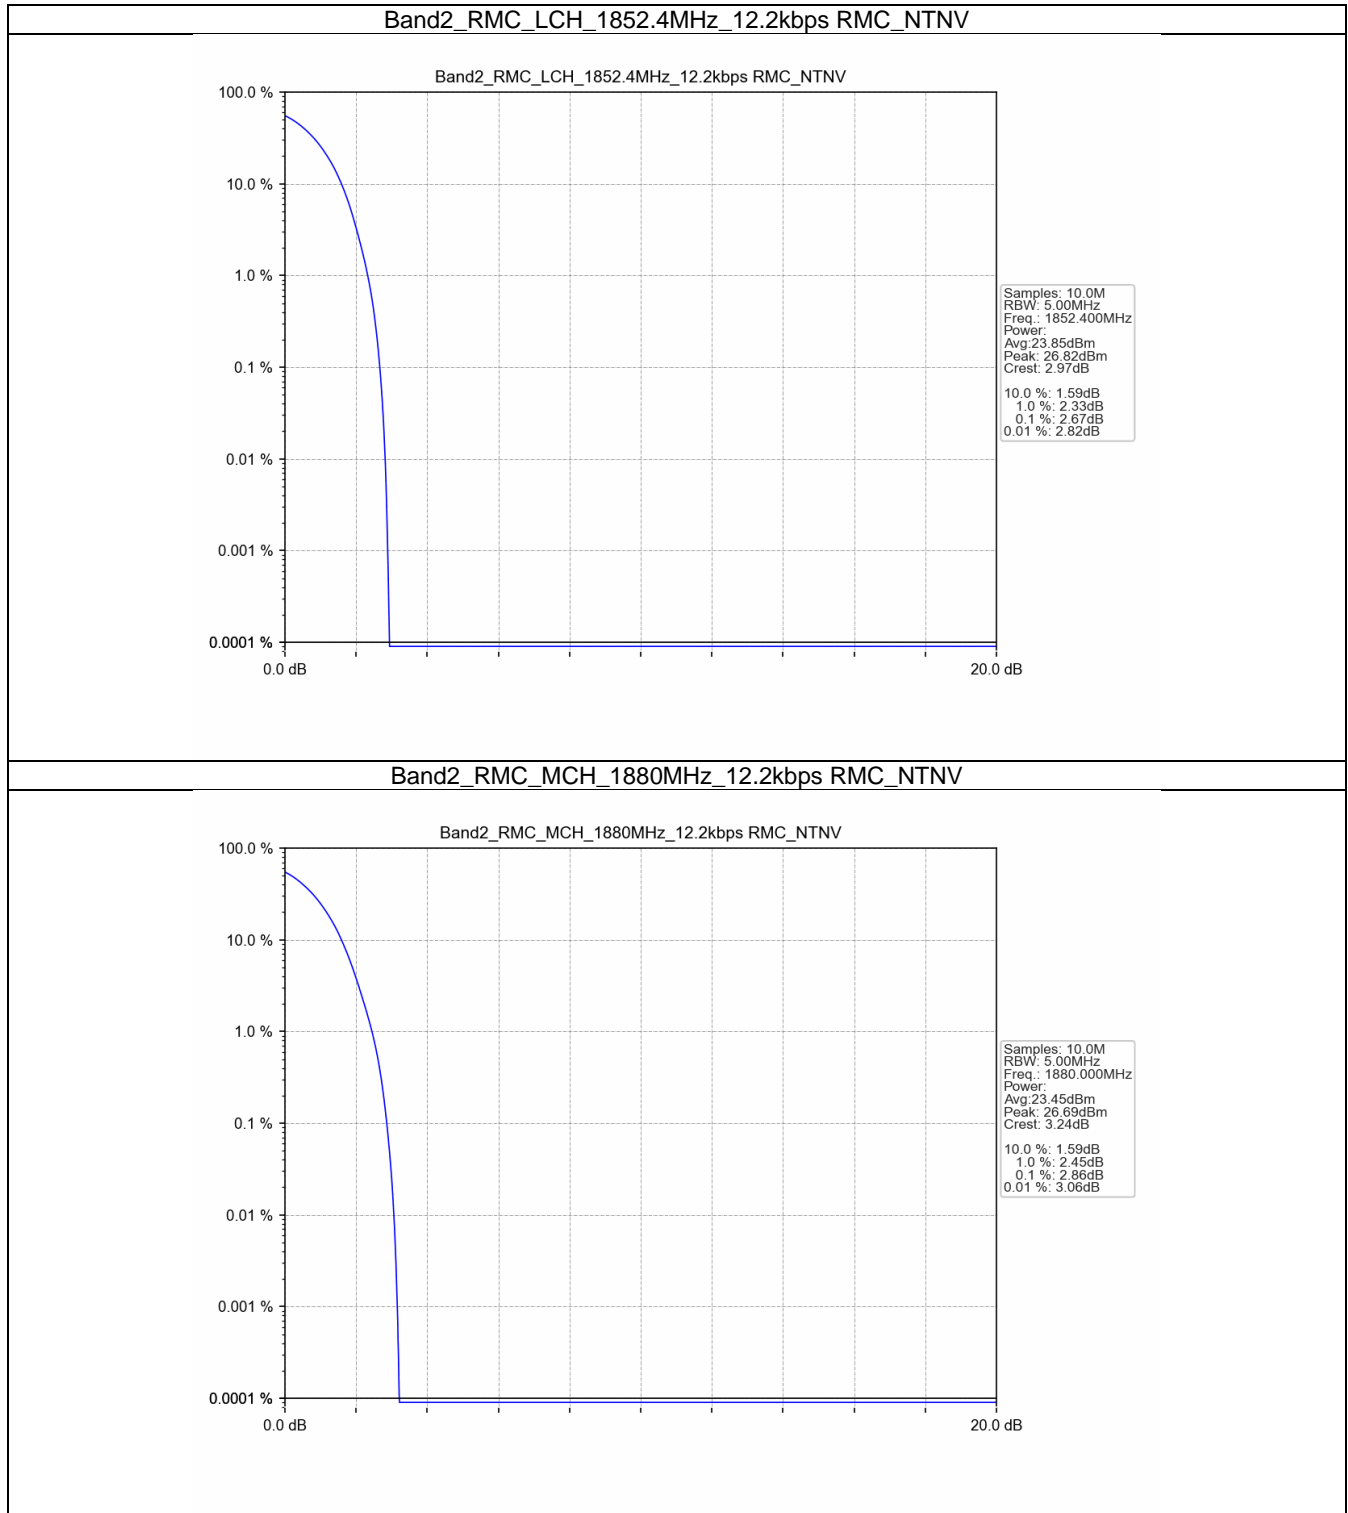 Band2_RMC_LCH_1852.4MHz_12.2kbps RMC_NTNV
Band2_RMC_LCH_1852.4MHz_12.2kbps RMC_NTNV
100.0 %
10.0 %
1.0 %
0.1 %
0.01 %
0.001 %
0.0001 %
0.0 dB
20.0 dB
Samples: 10.0M
RBW: 5.00MHz
Freq.: 1852.400MHz
Power:
Avg:23.85dBm
Peak: 26.82dBm
Crest: 2.97dB
10.0 %: 1.59dB
1.0 %: 2.33dB
0.1 %: 2.67dB
0.01 %: 2.82dB
Band2_RMC_MCH_1880MHz_12.2kbps RMC_NTNV
Band2_RMC_MCH_1880MHz_12.2kbps RMC_NTNV
100.0 %
10.0 %
1.0 %
0.1 %
0.01 %
0.001 %
0.0001 %
0.0 dB
20.0 dB
Samples: 10.0M
RBW: 5.00MHz
Freq.: 1880.000MHz
Power:
Avg:23.45dBm
Peak: 26.69dBm
Crest: 3.24dB
10.0 %: 1.59dB
1.0 %: 2.45dB
0.1 %: 2.86dB
0.01 %: 3.06dB